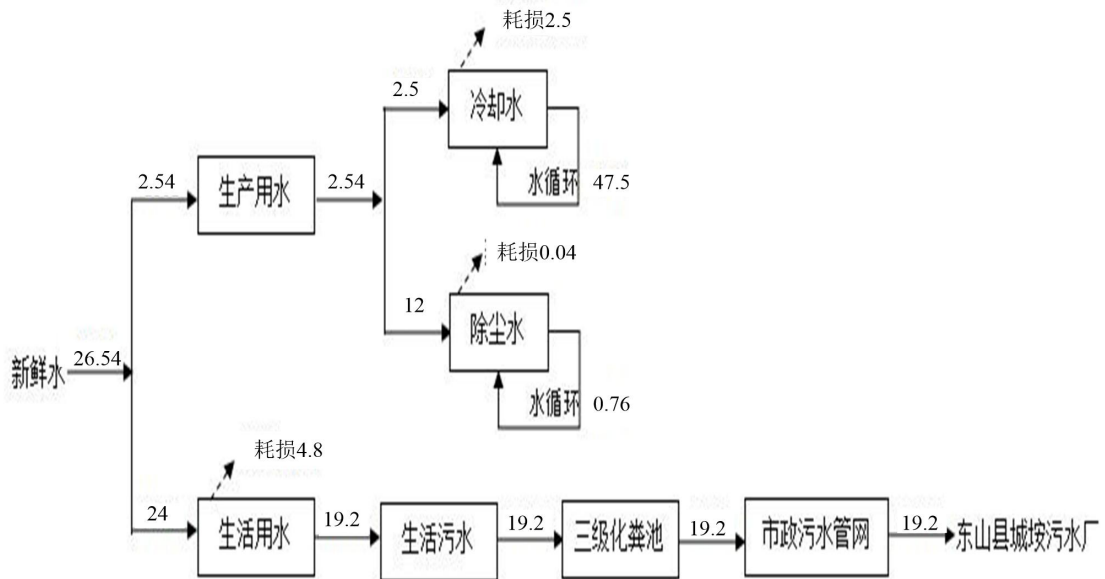 耗损2.5
2.5
冷却水
水循环 47.5
2.54
生产用水
2.54
耗损0.04
12
除尘水
水循环 0.76
新鲜水
26.54
耗损4.8
24
生活用水
19.2
生活污水
19.2
三级化粪池
19.2
市政污水管网
19.2
东山县城垵污水厂